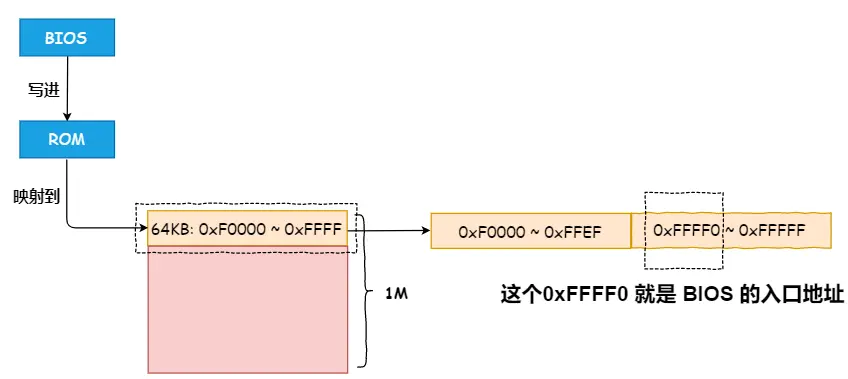 BIOS
写进
ROM
映射到
64KB: 0xF0000 ~ 0xFFFF
1M
0xF0000 ~ 0xFFEF
0xFFFF0 ~ 0xFFFFF
这个0xFFFF0 就是 BIOS 的入口地址